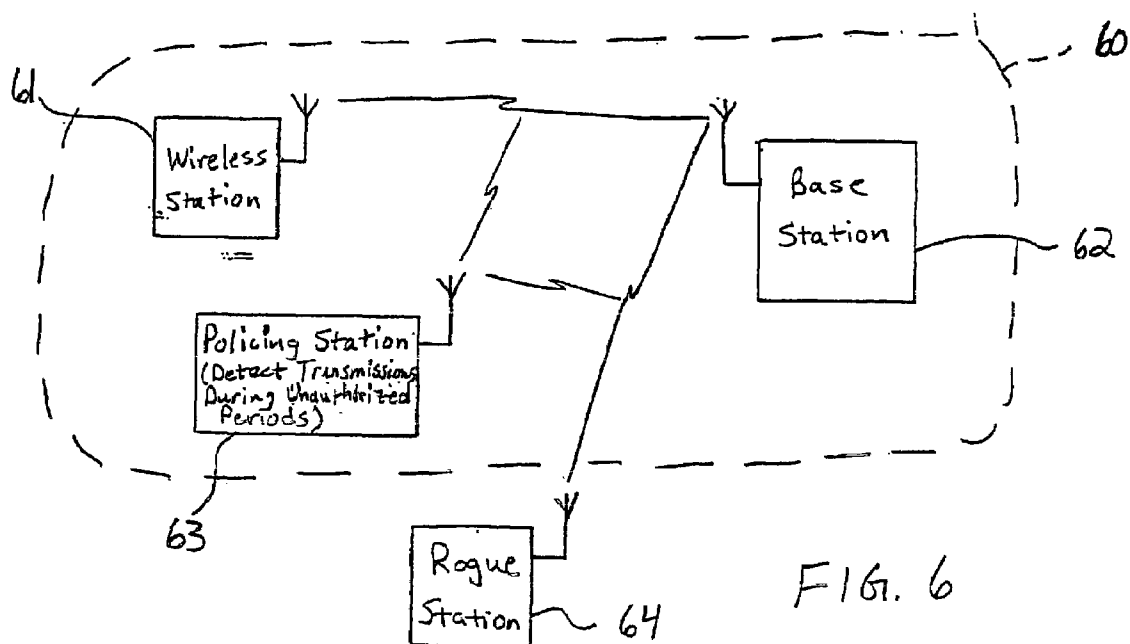 60
61
Wireless
Station
Base
Station
62
Policing Station
(Detect Transmissions
During Unauthorized
Periods)
63
Rogue
Station
64
FIG. 6